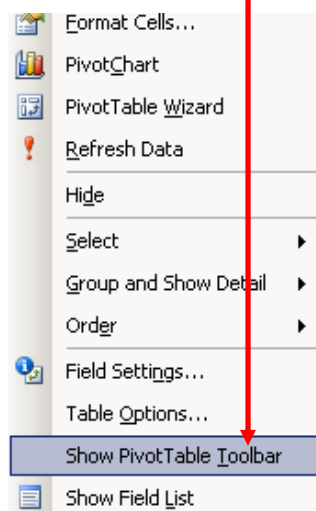 Format Cells...
PivotChart
PivotTable Wizard
Refresh Data
Hide
Select
Group and Show Detail
Order
Field Settings...
Table Options...
Show PivotTable Toolbar
Show Field List